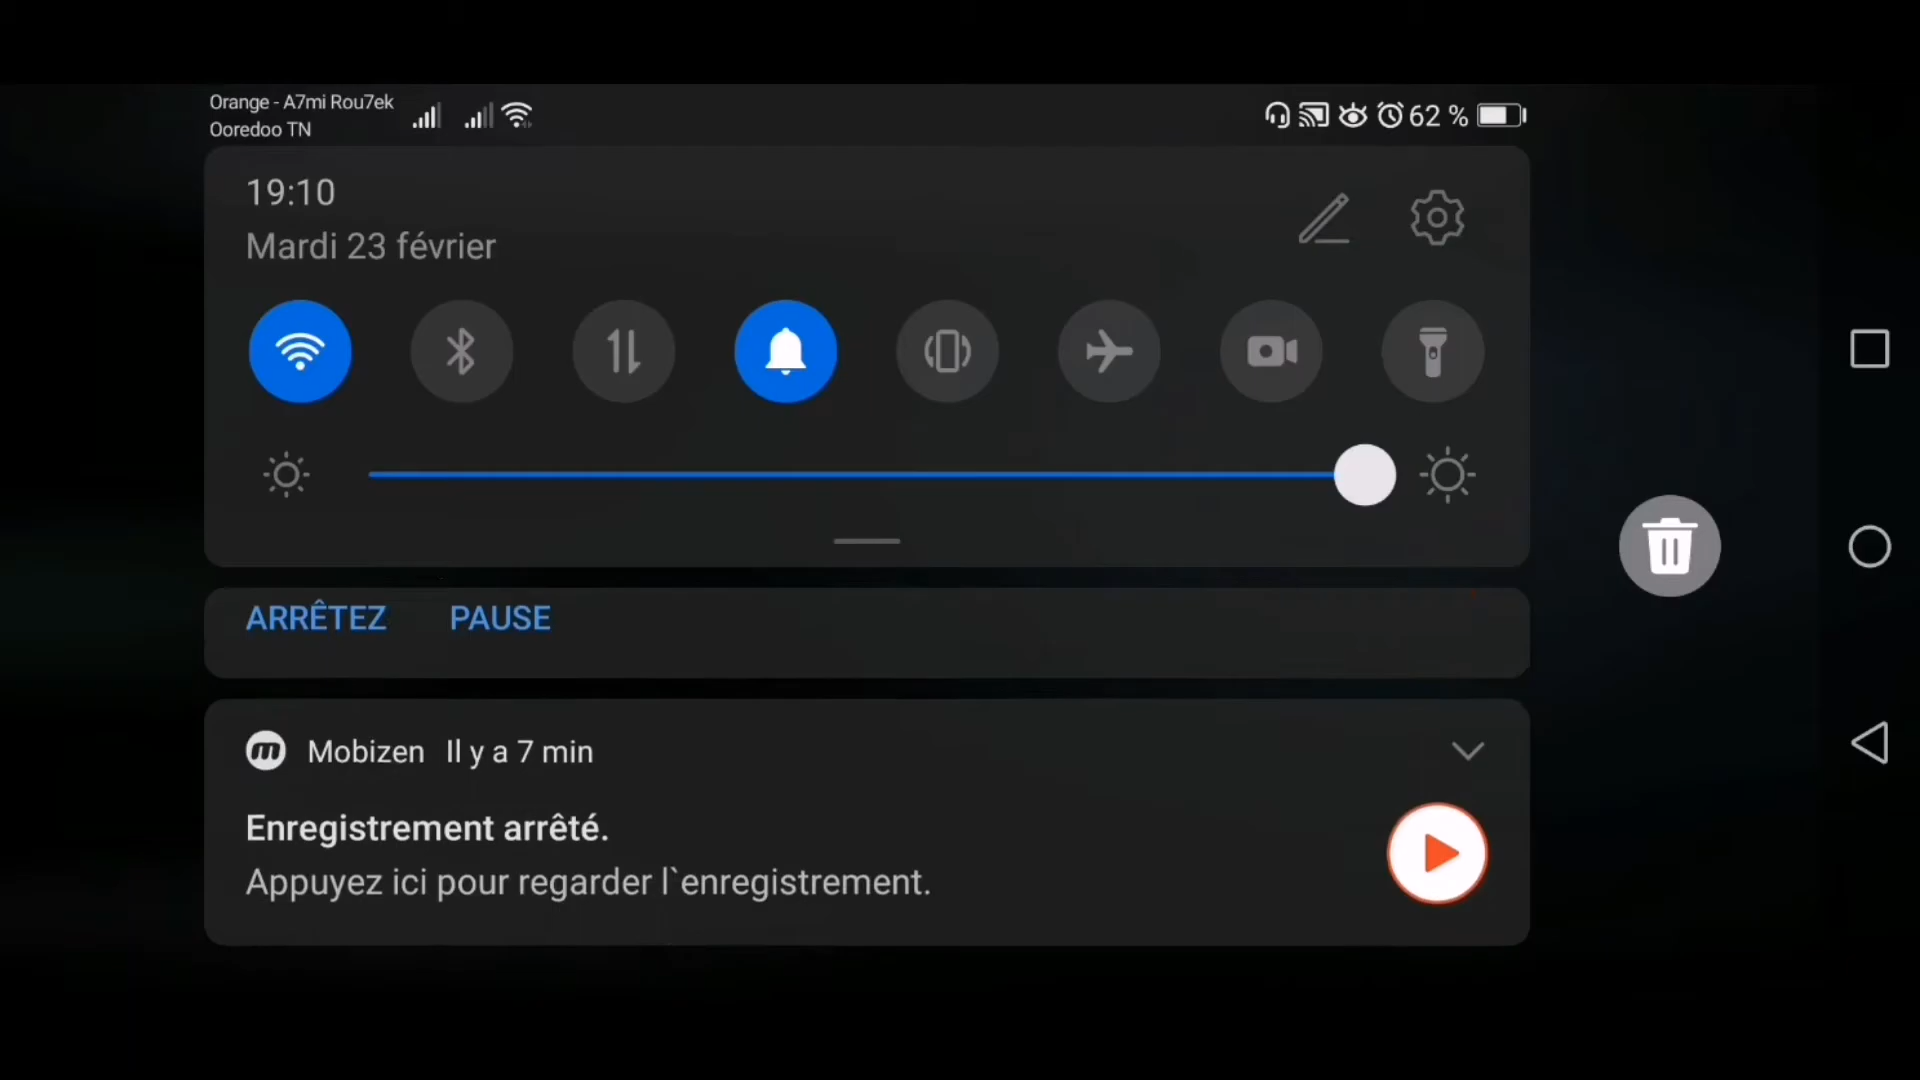 Orange - A7mi Rou7ek
Ooredoo TN
62 %
19:10
Mardi 23 février
ARRÊTEZ PAUSE
Mobizen Il y a 7 min
Enregistrement arrêté.
Appuyez ici pour regarder l`enregistrement.